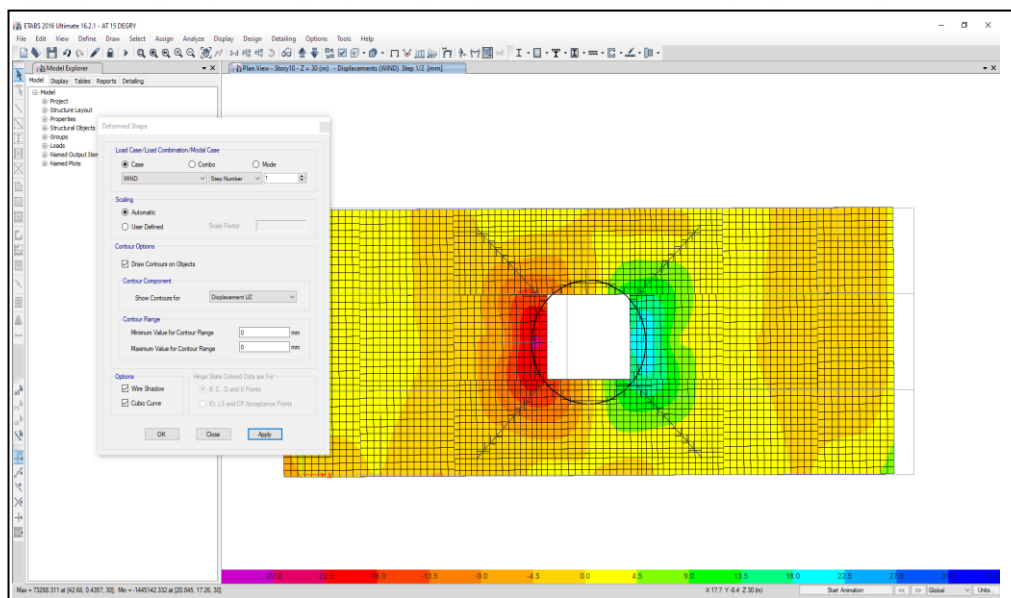 ETABS 2016 Ultimate 16.2.1 - AT 15 DEGRY
File Edit View Define Draw Select Assign Analyze Display Design Detailing Options Tools Help
Model Explorer
Plan View - Story10 - Z = 30 (m). - Displacements (WIND) Step 1/2 [mm]
Model Display Tables Reports Detailing
Model
Project
Structure Layout
Properties
Structural Objects
Groups
Loads
Named Output Iter
Named Plots
Deformed Shape
Load Case/Load Combination/Modal Case
Case Combo Mode
WIND Step Number 1
Scaling
Automatic
User Defined Scale Factor
Contour Options
Draw Contours on Objects
Contour Component
Show Contours for Displacement UZ
Contour Range
Minimum Value for Contour Range 0 mm
Maximum Value for Contour Range 0 mm
Options
Hinge State Colored Dots are For
Wire Shadow
B, C, D and E Points
Cubic Curve
IO, LS and CP Acceptance Points
OK Close Apply
X
-27.0 -18.0 -13.5 -9.0 -4.5 0.0 4.5 9.0 13.5 18.0 22.5 27.0
Max = 73288.311 at [42.66, 0.4357, 30]; Min = -1445142.332 at [20.845, 17.26, 30]
X 17.7 Y -6.4 Z 30 (m)
Start Animation << >> Global Units...